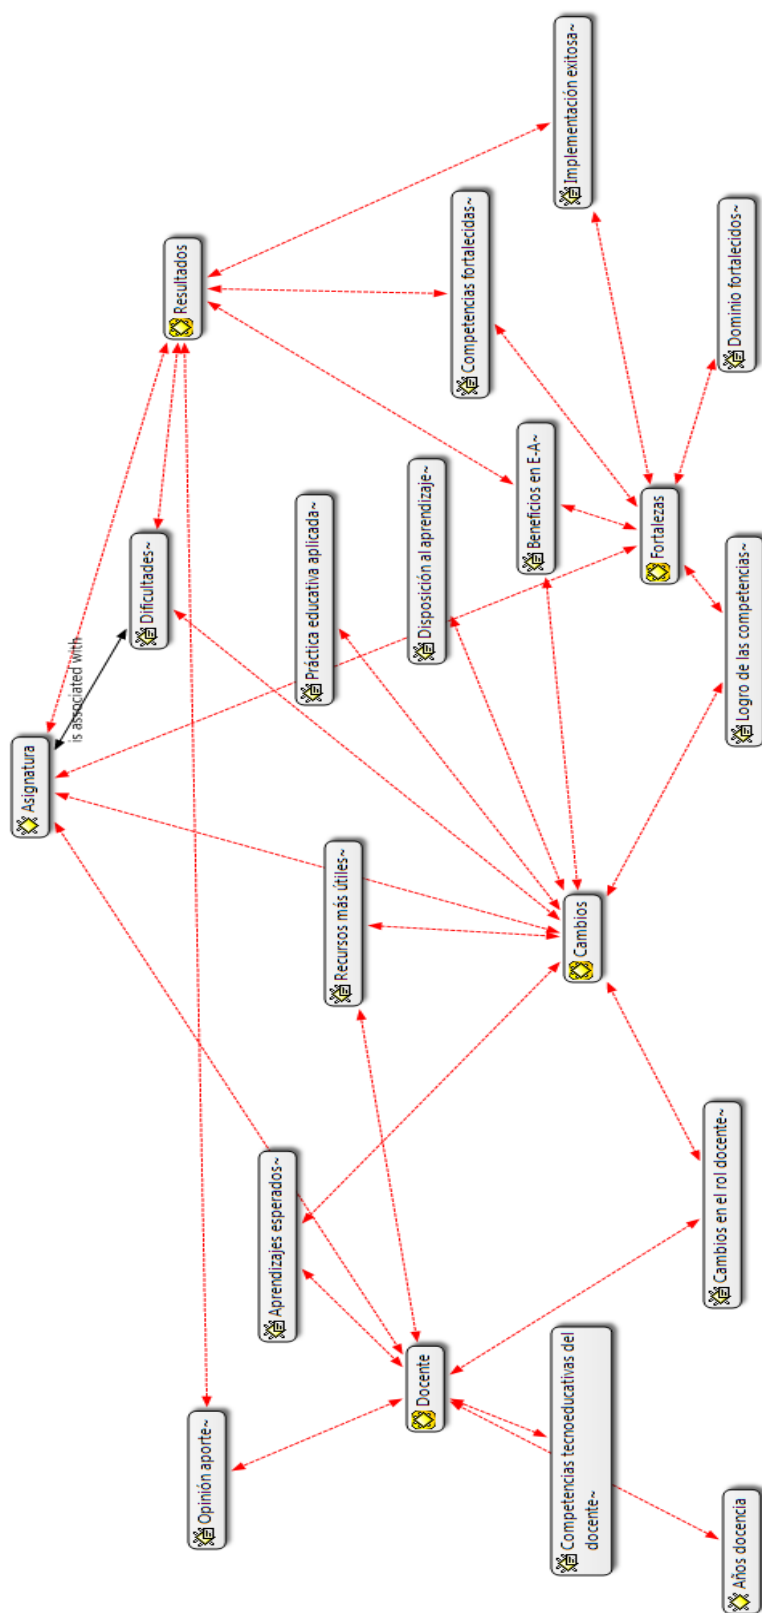 Asignatura
is associated with
Resultados
Dificultades~
Opinión aporte~
Aprendizajes esperados~
Recursos más útiles~
Práctica educativa aplicada~
Disposición al aprendizaje~
Competencias fortalecidas~
Implementación exitosa~
Beneficios en E-A~
Docente
Cambios
Fortalezas
Competencias tecnoeducativas del
docente~
Años docencia
Cambios en el rol docente~
Logro de las competencias~
Dominio fortalecidos~